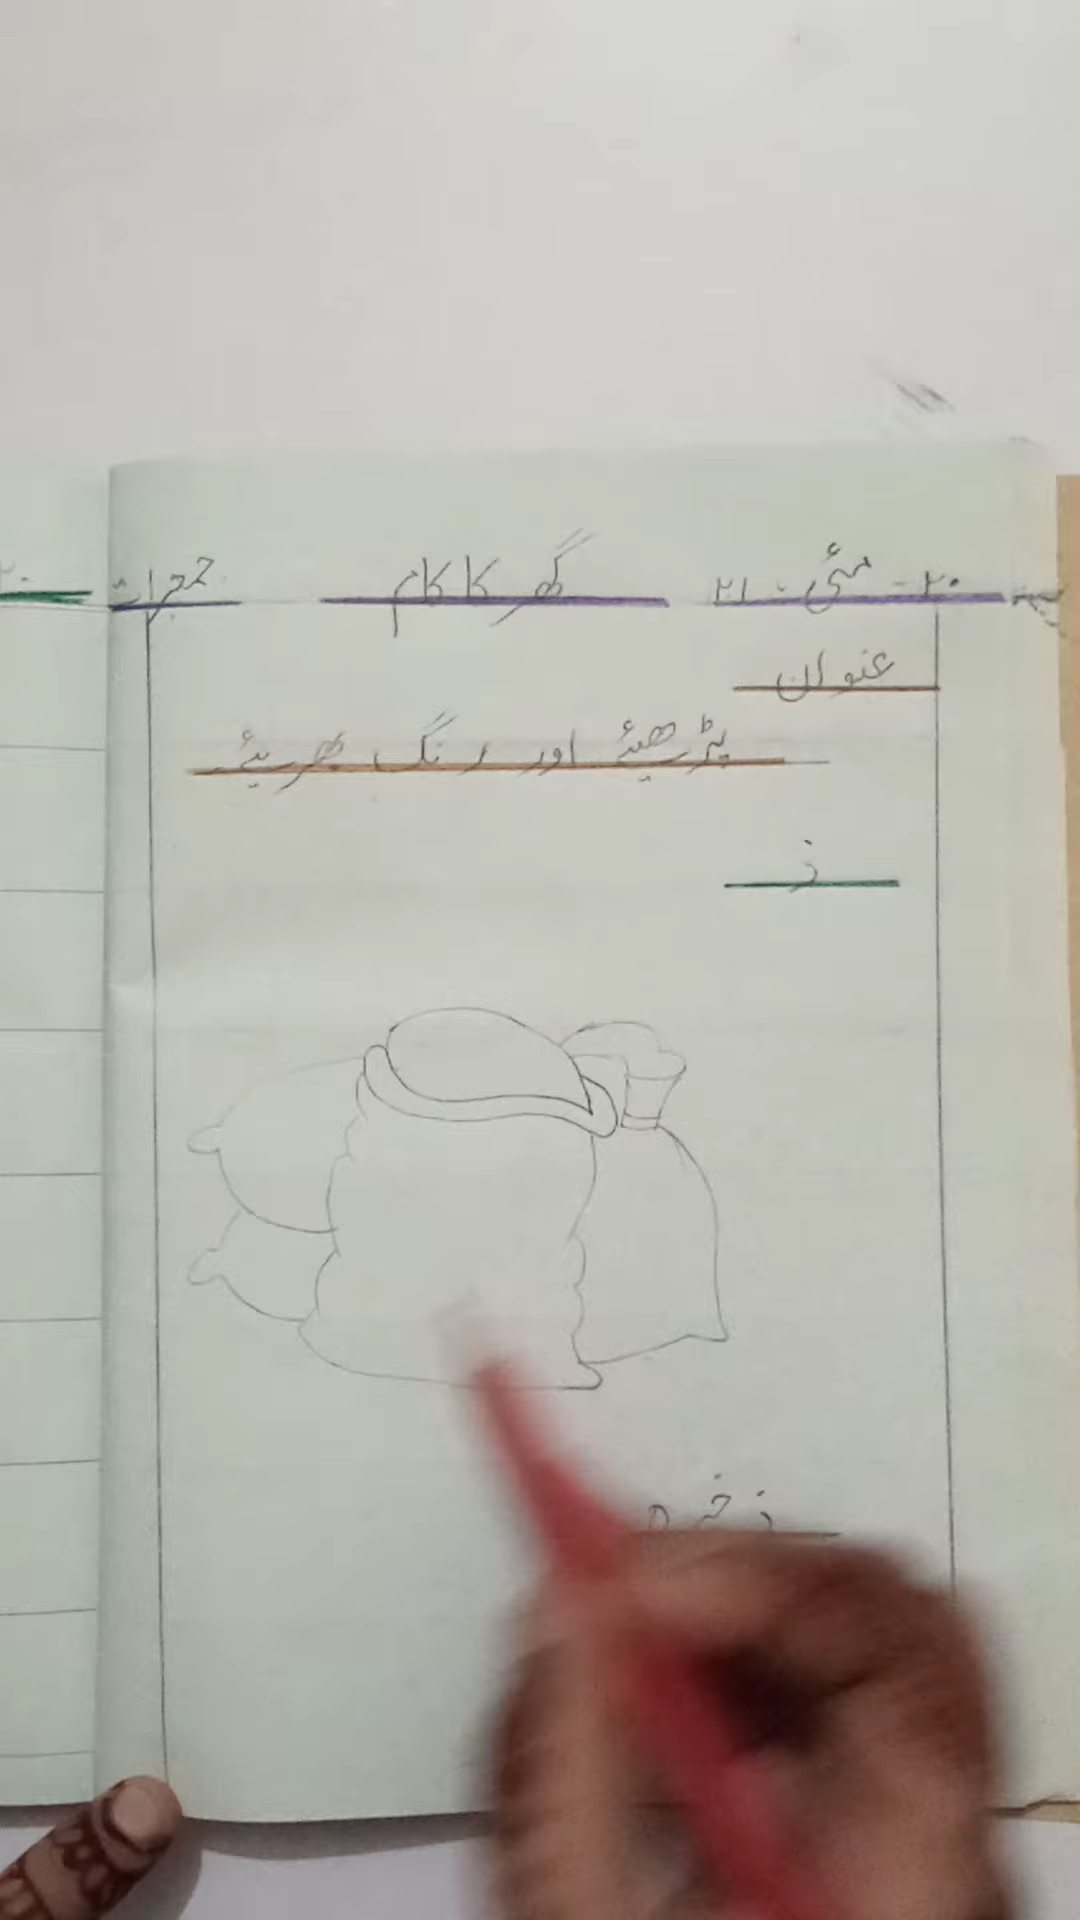 ۲۰ - مئی - ۲۱ گھر کا کام جمعرات
عنوان
پڑھیئے اور رنگ بھریئے
ذ